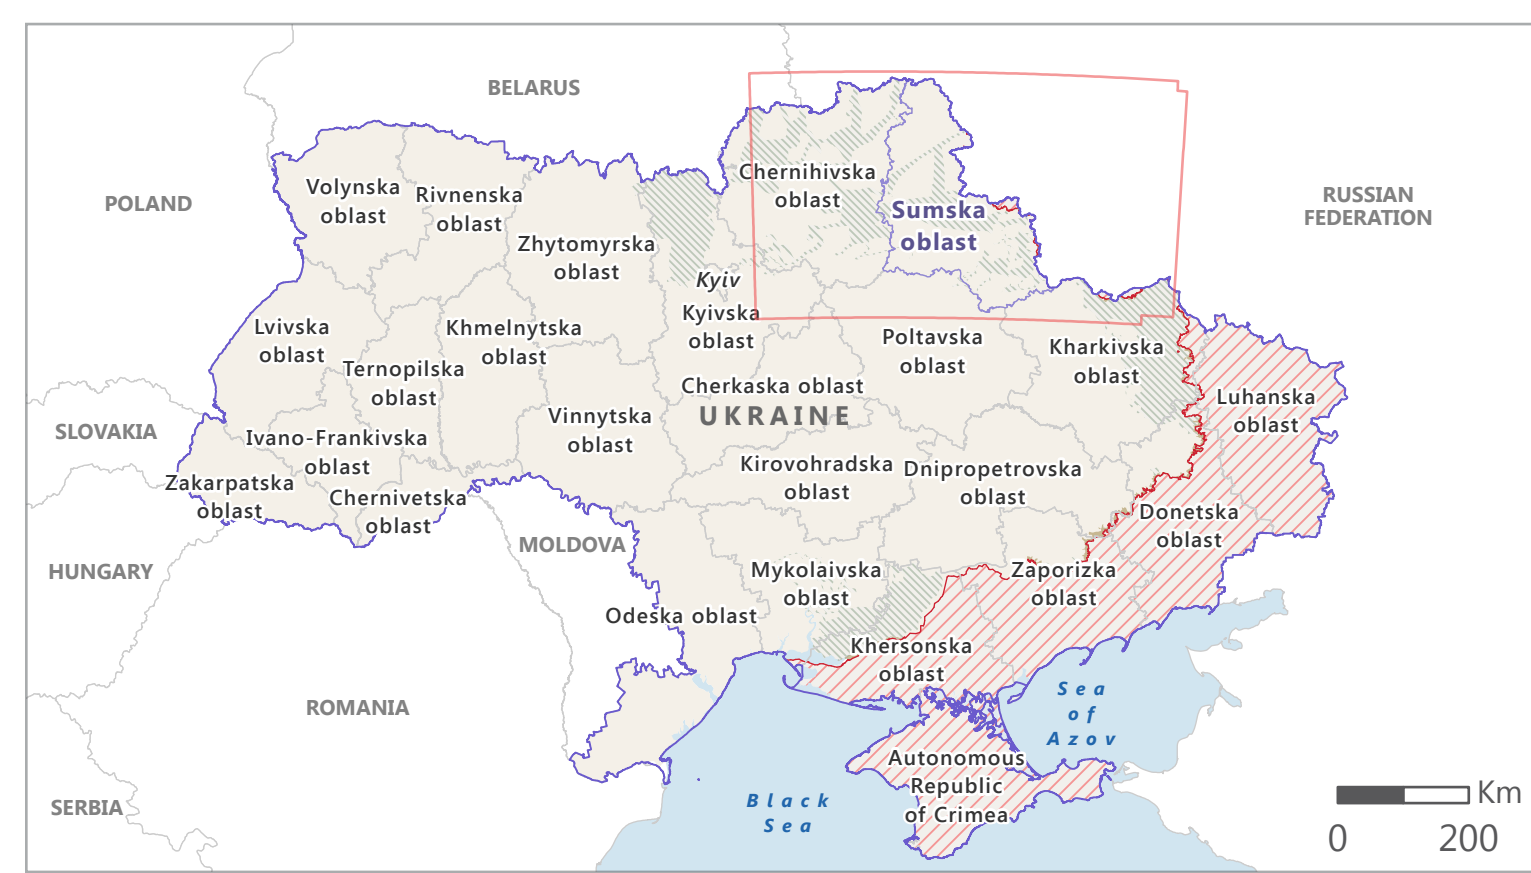 BELARUS
POLAND
RUSSIAN
FEDERATION
Volynska
oblast
Rivnenska
oblast
Zhytomyrska
oblast
Chernihivska
oblast
Sumska
oblast
Kyiv
Kyivska
oblast
Lvivska
oblast
Khmelnytska
oblast
Ternopilska
oblast
Poltavska
oblast
Kharkivska
oblast
Cherkaska oblast
UKRAINE
Luhanska
oblast
Vinnytska
oblast
SLOVAKIA
Ivano-Frankivska
oblast
Kirovohradska
oblast
Dnipropetrovska
oblast
Zakarpatska
oblast
Chernivetska
oblast
Donetska
oblast
MOLDOVA
HUNGARY
Mykolaivska
oblast
Zaporizka
oblast
Odeska oblast
Khersonska
oblast
ROMANIA
Sea
of
Azov
Autonomous
Republic
of Crimea
Black
Sea
SERBIA
Km
0 200